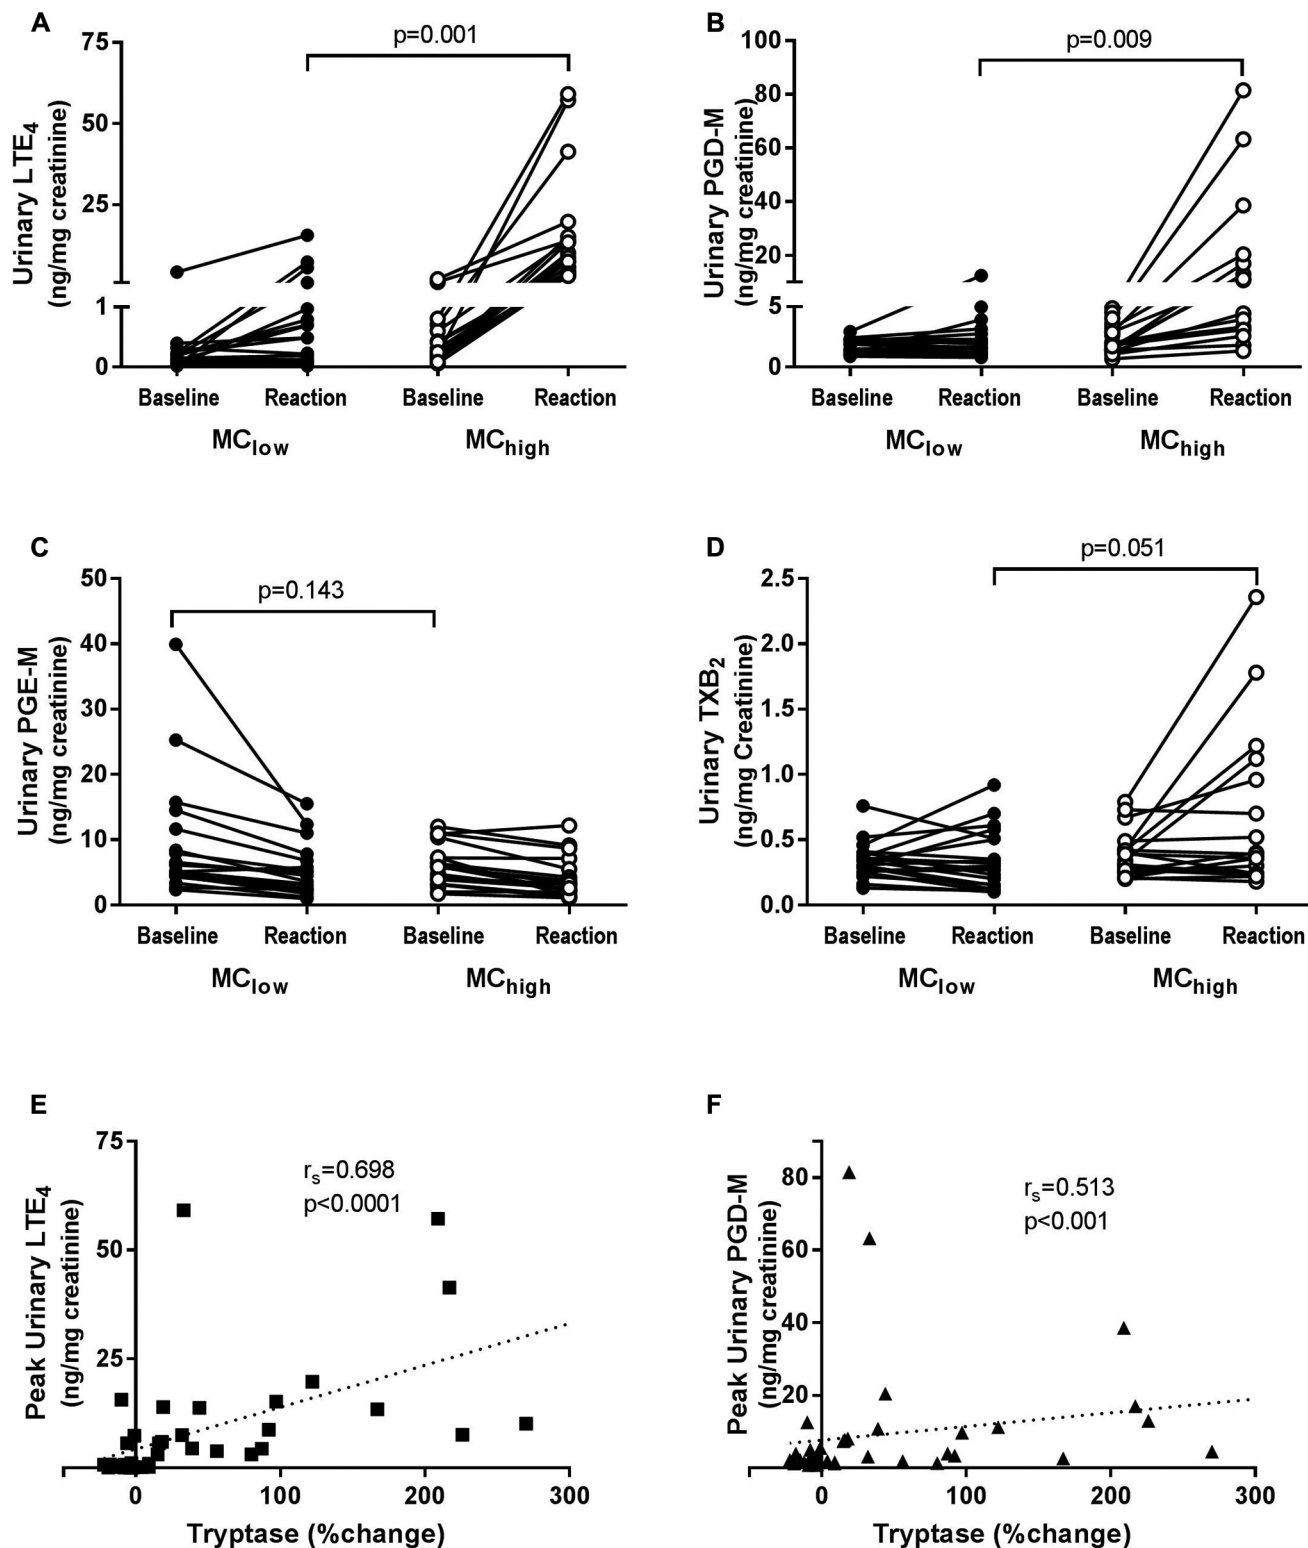 A
p=0.001
75
50
25
1
0
Urinary LTE4
(ng/mg creatinine)
Baseline Reaction Baseline Reaction
MClow MChigh
B
p=0.009
100
80
60
40
20
5
0
Urinary PGD-M
(ng/mg creatinine)
Baseline Reaction Baseline Reaction
MClow MChigh
C
p=0.143
50
40
30
20
10
0
Urinary PGE-M
(ng/mg creatinine)
Baseline Reaction Baseline Reaction
MClow MChigh
D
p=0.051
2.5
2.0
1.5
1.0
0.5
0.0
Urinary TXB2
(ng/mg Creatinine)
Baseline Reaction Baseline Reaction
MClow MChigh
E
75
50
25
rs=0.698
p<0.0001
Peak Urinary LTE4
(ng/mg creatinine)
0 100 200 300
Tryptase (%change)
F
80
60
40
20
rs=0.513
p<0.001
Peak Urinary PGD-M
(ng/mg creatinine)
0 100 200 300
Tryptase (%change)